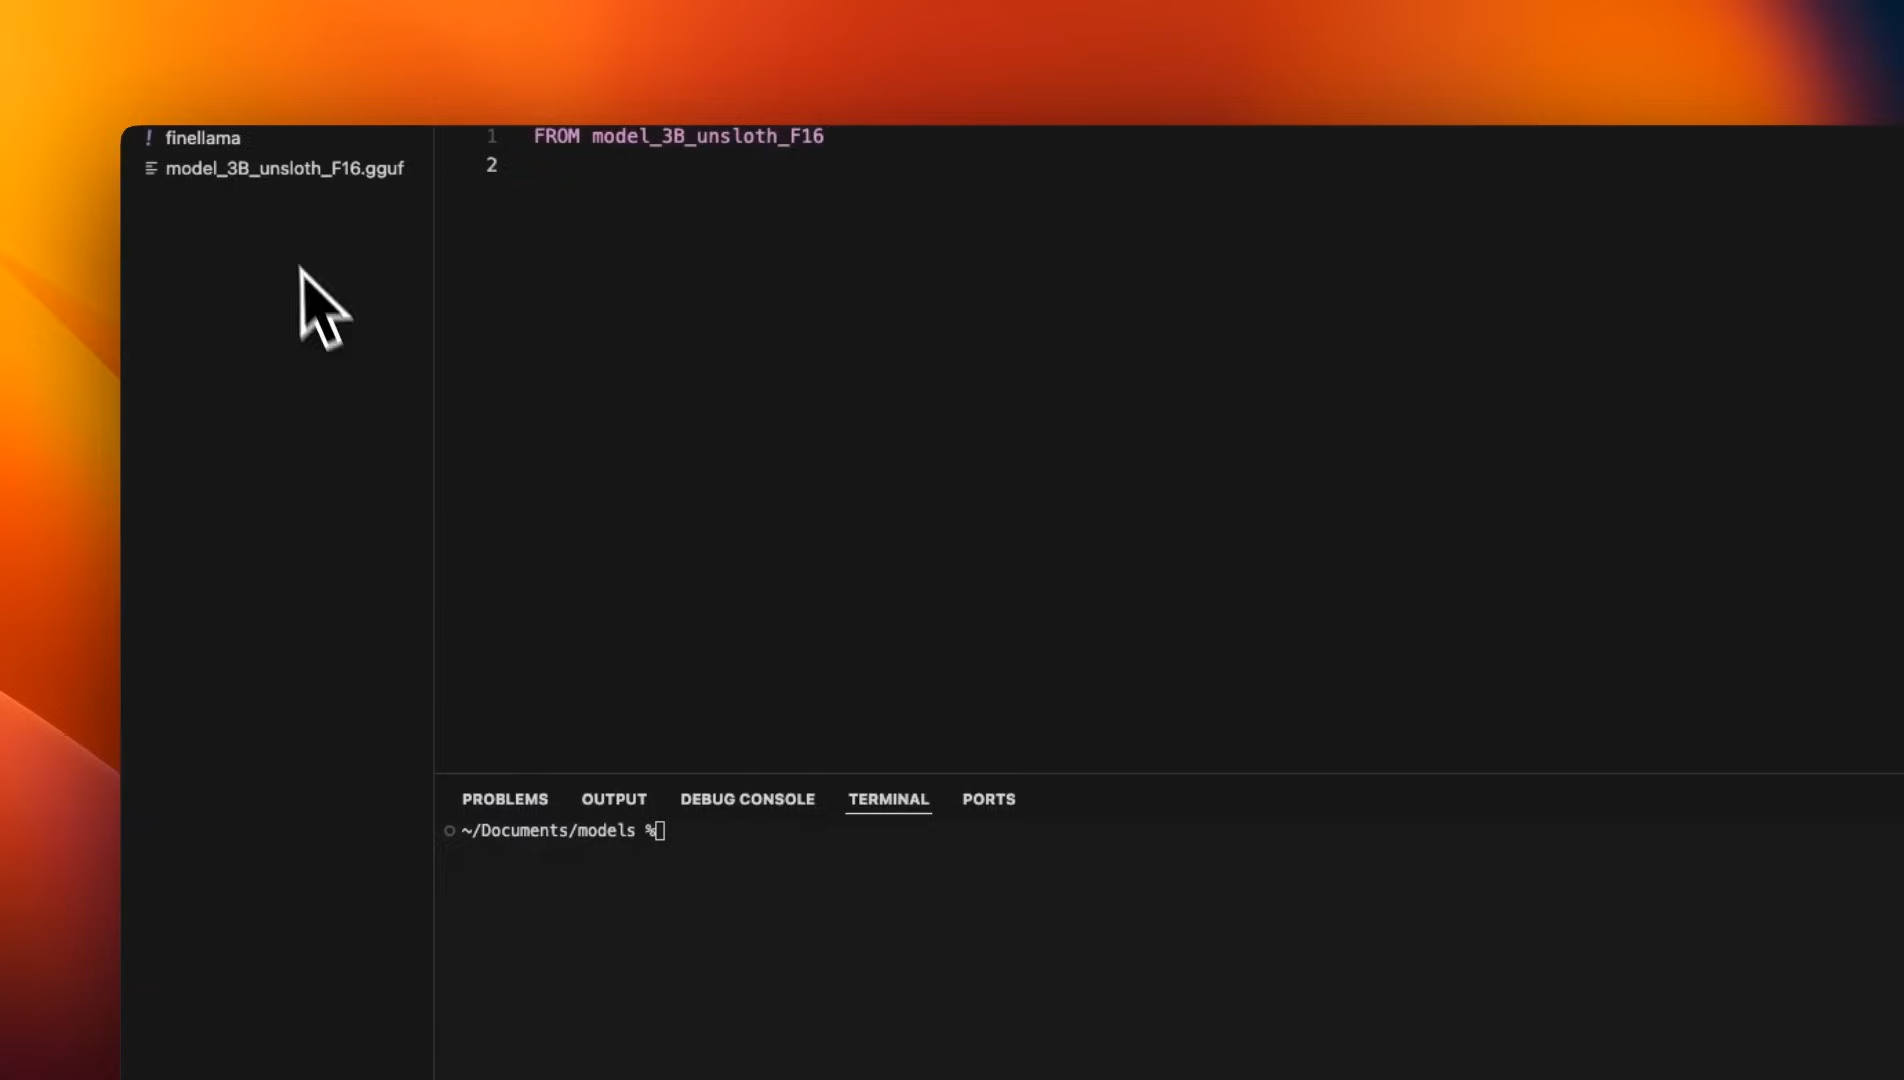 ! finellama
model_3B_unsloth_F16.gguf
1 FROM model_3B_unsloth_F16
2
PROBLEMS OUTPUT DEBUG CONSOLE TERMINAL PORTS
~/Documents/models %